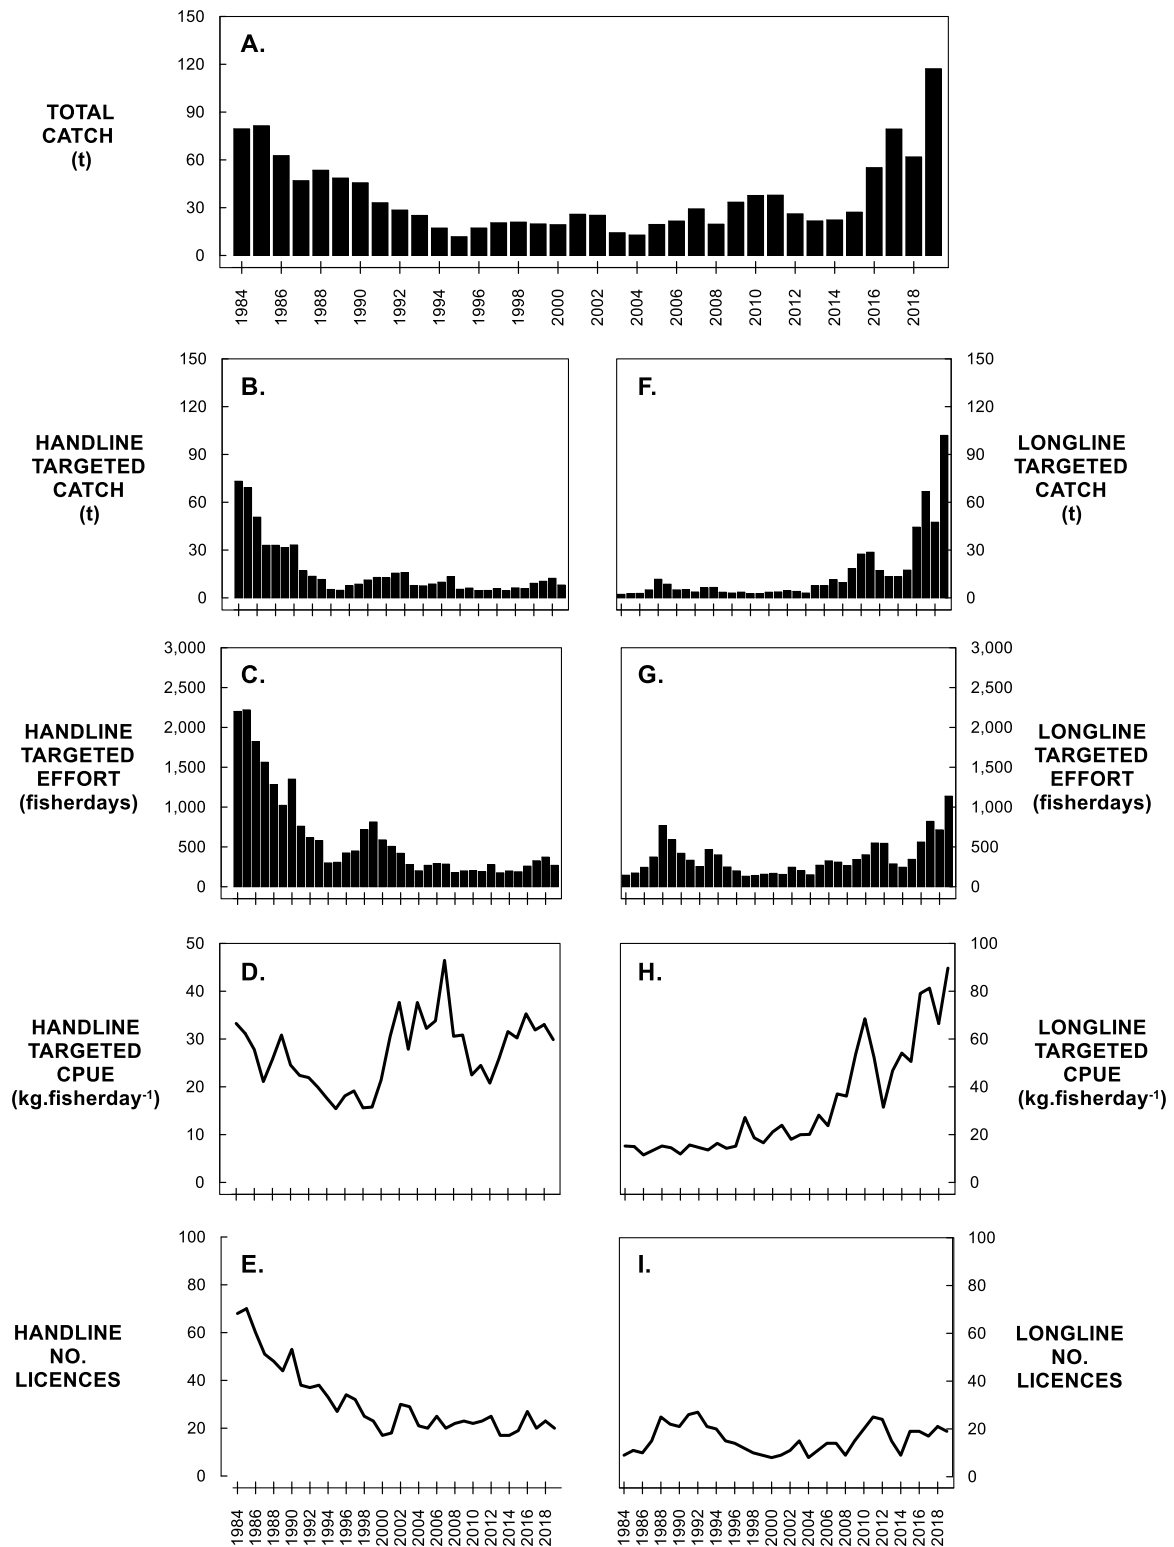 A.
TOTAL
CATCH
(t)
150
120
90
60
30
0
1984
1986
1988
1990
1992
1994
1996
1998
2000
2002
2004
2006
2008
2010
2012
2014
2016
2018
B.
HANDLINE
TARGETED
CATCH
(t)
150
120
90
60
30
0
F.
150
120
90
60
30
0
LONGLINE
TARGETED
CATCH
(t)
C.
HANDLINE
TARGETED
EFFORT
(fisherdays)
3,000
2,500
2,000
1,500
1,000
500
0
G.
3,000
2,500
2,000
1,500
1,000
500
0
LONGLINE
TARGETED
EFFORT
(fisherdays)
D.
HANDLINE
TARGETED
CPUE
(kg.fisherday-1)
50
40
30
20
10
0
H.
100
80
60
40
20
0
LONGLINE
TARGETED
CPUE
(kg.fisherday-1)
E.
HANDLINE
NO.
LICENCES
100
80
60
40
20
0
1984
1986
1988
1990
1992
1994
1996
1998
2000
2002
2004
2006
2008
2010
2012
2014
2016
2018
I.
100
80
60
40
20
0
LONGLINE
NO.
LICENCES
1984
1986
1988
1990
1992
1994
1996
1998
2000
2002
2004
2006
2008
2010
2012
2014
2016
2018